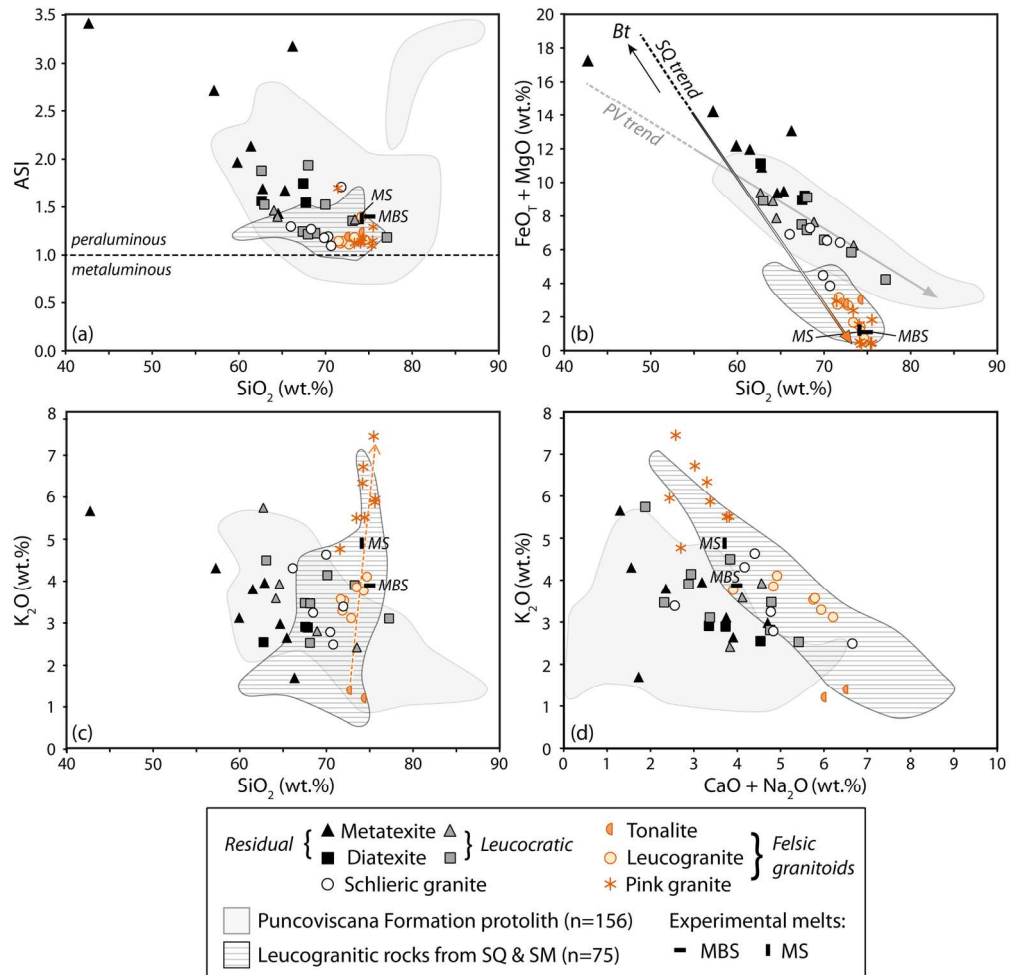 3.5
3.0
2.5
2.0
1.5
1.0
0.5
0.0
ASI
MS
MBS
peraluminous
metaluminous
(a)
40 50 60 70 80 90
SiO2 (wt.%)
20
18
16
14
12
10
8
6
4
2
0
FeOT + MgO (wt.%)
Bt
SQ trend
PV trend
MS
MBS
(b)
40 50 60 70 80 90
SiO2 (wt.%)
8
7
6
5
4
3
2
1
0
K2O (wt.%)
MS
MBS
(c)
40 50 60 70 80 90
SiO2 (wt.%)
8
7
6
5
4
3
2
1
0
K2O (wt.%)
MS
MBS
(d)
0 1 2 3 4 5 6 7 8 9 10
CaO + Na2O (wt.%)
Residual { Metatexite } Leucocratic
Diatexite
Schlieric granite
Tonalite
Leucogranite
Pink granite
} Felsic
granitoids
Puncoviscana Formation protolith (n=156)
Leucogranitic rocks from SQ & SM (n=75)
Experimental melts:
MBS MS